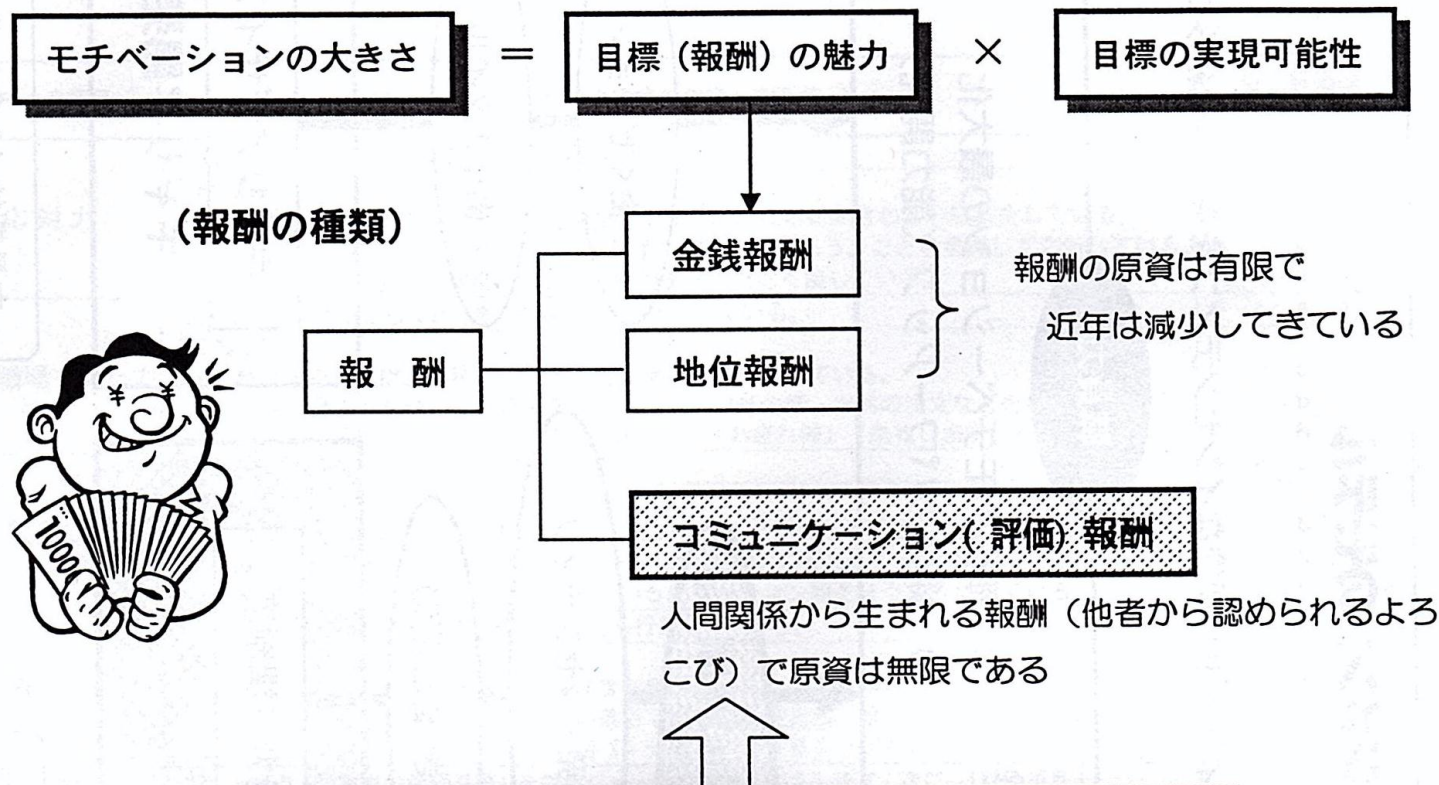 モチベーションの大きさ ＝ 目標（報酬）の魅力 × 目標の実現可能性
（報酬の種類）
金銭報酬
報酬の原資は有限で
近年は減少してきている
報　酬
地位報酬
1000
コミュニケーション(評価)報酬
人間関係から生まれる報酬（他者から認められるよろ
こび）で原資は無限である